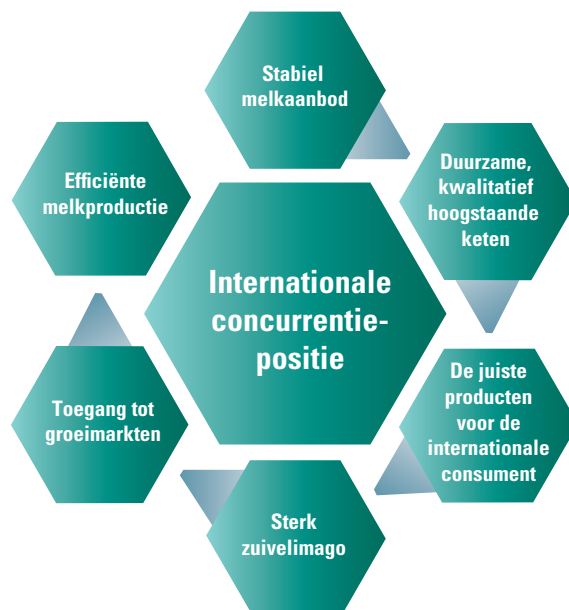 Stabiel
melkaanbod
Duurzame,
kwalitatief
hoogstaande
keten
De juiste
producten
voor de
internationale
consument
Sterk
zuivelimago
Toegang tot
groeimarkten
Efficiënte
melkproductie
Internationale
concurrentie-
positie